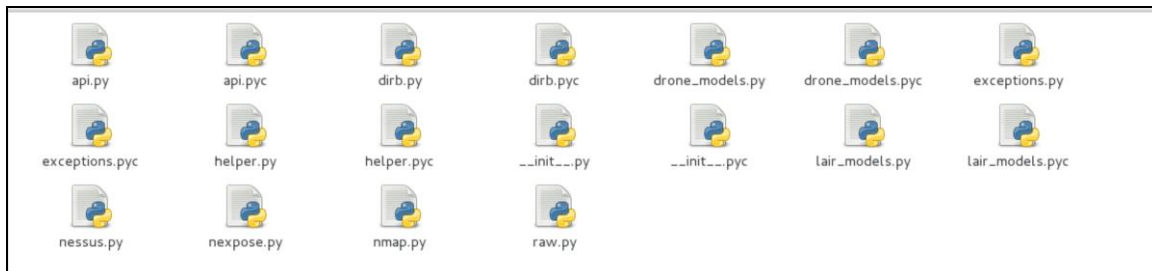 api.py api.pyc dirb.py dirb.pyc drone_models.py drone_models.pyc exceptions.py
exceptions.pyc helper.py helper.pyc __init__.py __init__.pyc lair_models.py lair_models.pyc
nessus.py nexpose.py nmap.py raw.py